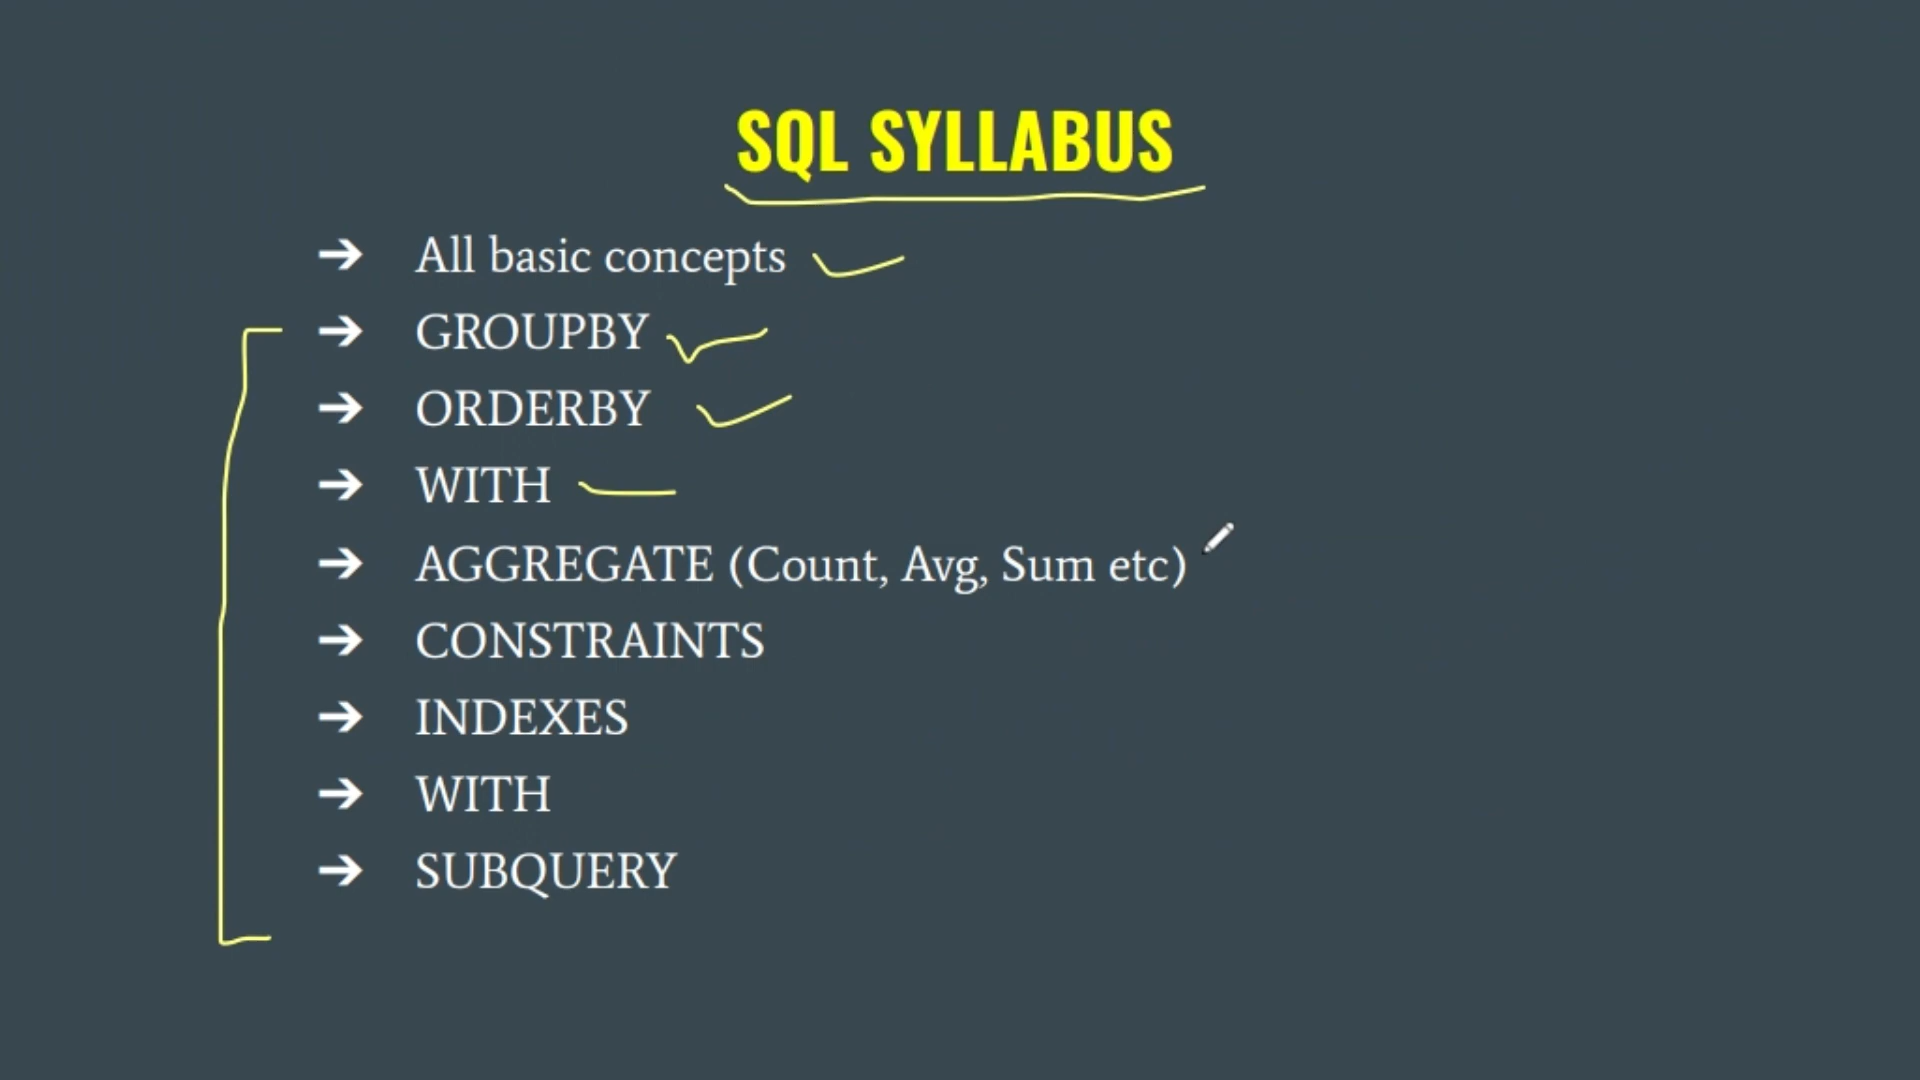 SQL SYLLABUS
➔ All basic concepts
➔ GROUPBY
➔ ORDERBY
➔ WITH
➔ AGGREGATE (Count, Avg, Sum etc)
➔ CONSTRAINTS
➔ INDEXES
➔ WITH
➔ SUBQUERY